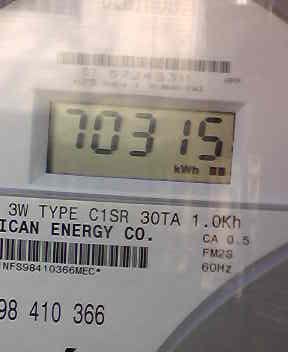 70315
kWh
3W TYPE C1SR 30TA 1.0Kh
ICAN ENERGY CO.
CA 0.5
FM2S
60HZ
NFS98410366MEC*
98 410 366